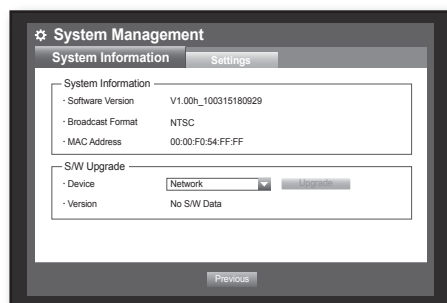 System Management
System Information
Settings
System Information
· Software Version V1.00h_100315180929
· Broadcast Format NTSC
· MAC Address 00:00:F0:54:FF:FF
S/W Upgrade
· Device Network Upgrade
· Version No S/W Data
Previous